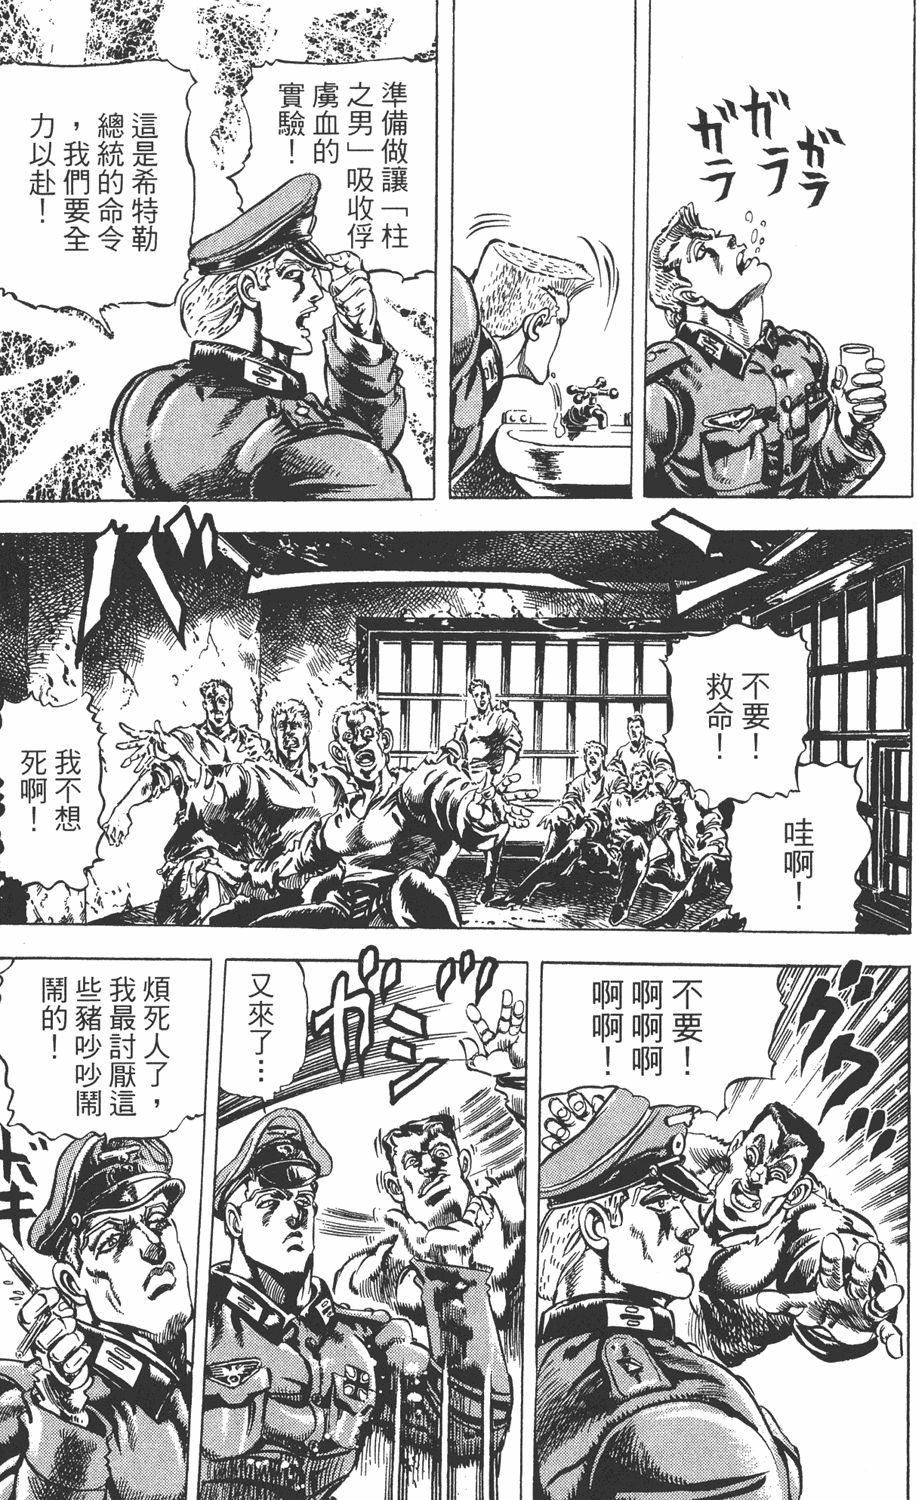 ガラ
ガラ
ガラ
準備做讓「柱
之男」吸收俘
虜血的
實驗！
這是希特勒
總統的命令
，我們要全
力以赴！
不要！
救命！
哇啊！
我不想
死啊！
不要！
啊啊啊
啊啊！
又來了…
煩死人了，
我最討厭這
些豬吵吵鬧
鬧的！